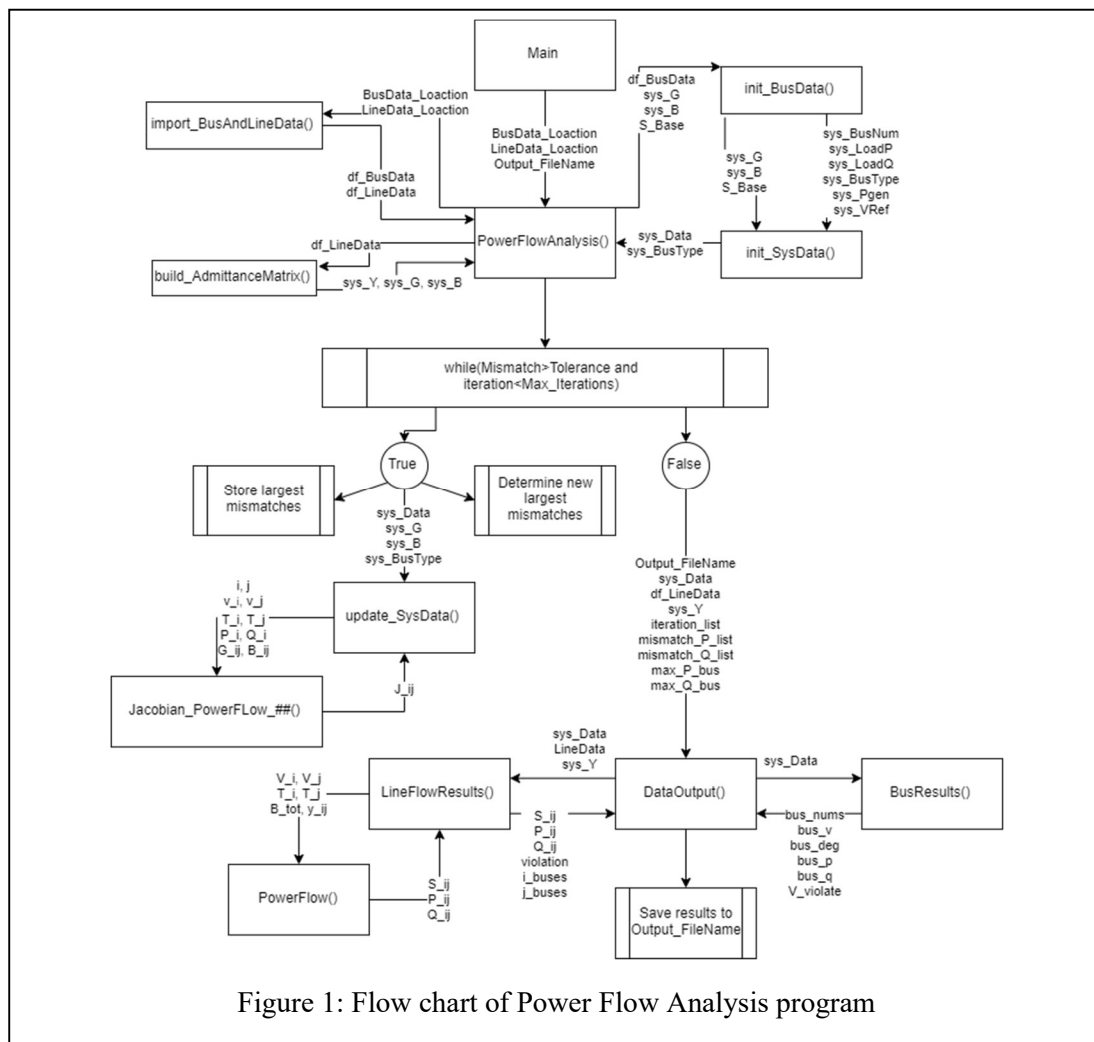 Main
BusData_Loaction
LineData_Loaction
Output_FileName
BusData_Loaction
LineData_Loaction
import_BusAndLineData()
df_BusData
df_LineData
df_BusData
sys_G
sys_B
S_Base
init_BusData()
sys_G
sys_B
S_Base
sys_BusNum
sys_LoadP
sys_LoadQ
sys_BusType
sys_Pgen
sys_VRef
PowerFlowAnalysis()
sys_Data
sys_BusType
init_SysData()
df_LineData
build_AdmittanceMatrix()
sys_Y, sys_G, sys_B
while(Mismatch>Tolerance and
iteration<Max_Iterations)
True
False
Store largest
mismatches
Determine new
largest
mismatches
sys_Data
sys_G
sys_B
sys_BusType
i, j
v_i, v_j
T_i, T_j
P_i, Q_i
G_ij, B_ij
update_SysData()
J_ij
Jacobian_PowerFLow_##()
Output_FileName
sys_Data
df_LineData
sys_Y
iteration_list
mismatch_P_list
mismatch_Q_list
max_P_bus
max_Q_bus
sys_Data
LineData
sys_Y
sys_Data
V_i, V_j
T_i, T_j
B_tot, y_ij
LineFlowResults()
DataOutput()
BusResults()
S_ij
P_ij
Q_ij
violation
i_buses
j_buses
bus_nums
bus_v
bus_deg
bus_p
bus_q
V_violate
PowerFlow()
S_ij
P_ij
Q_ij
Save results to
Output_FileName
Figure 1: Flow chart of Power Flow Analysis program